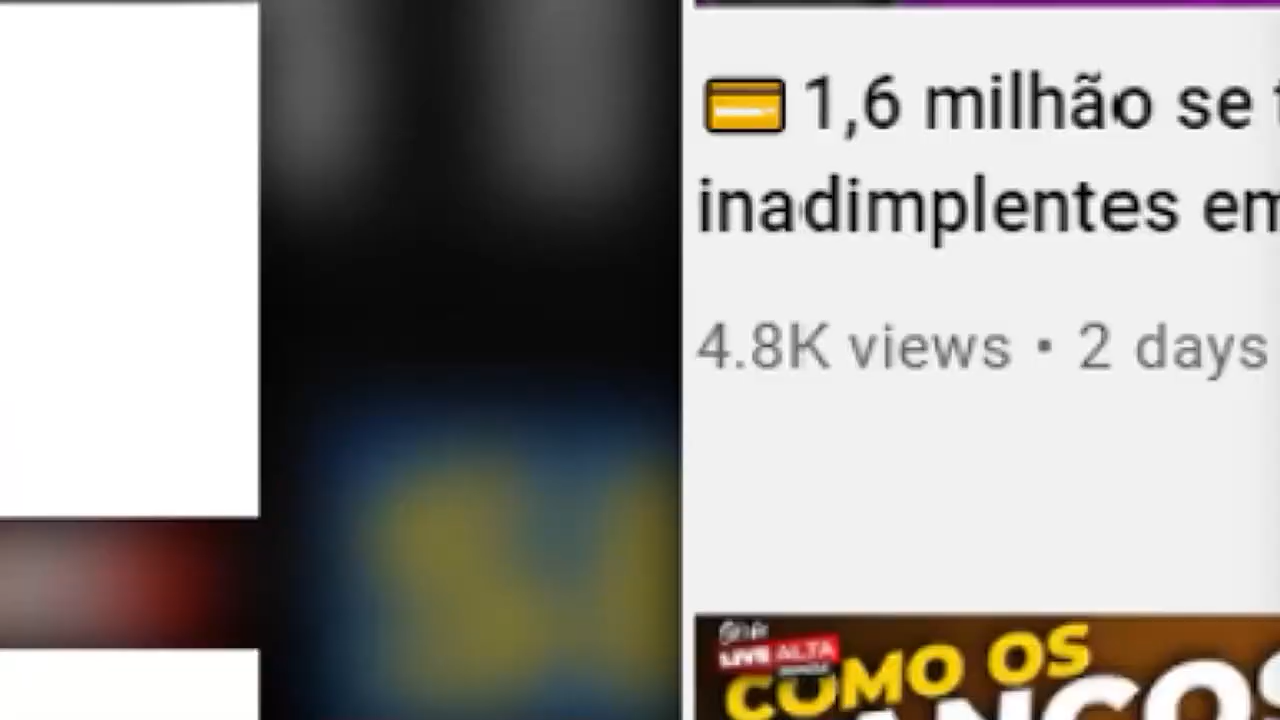 💳 1,6 milhão se
inadimplentes em
4.8K views • 2 days
LIVE ALTA
COMO OS